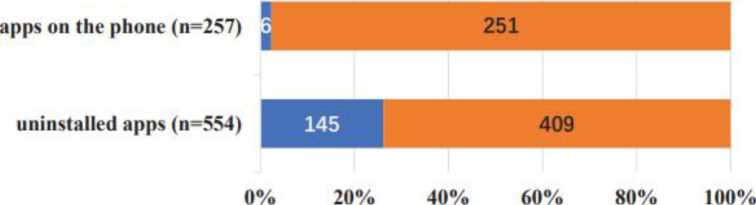 apps on the phone (n=257) 6 251
uninstalled apps (n=554) 145 409
0% 20% 40% 60% 80% 100%